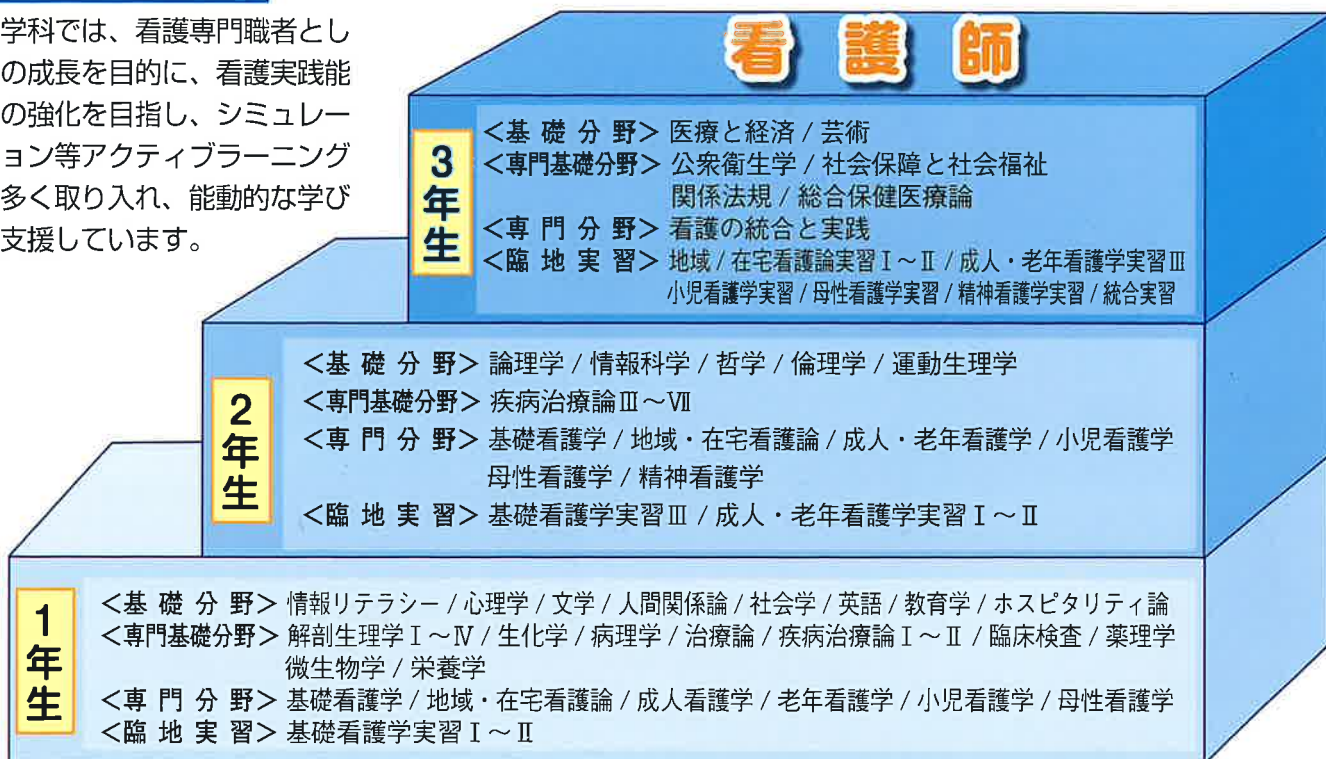 学科では、看護専門職者とし
の成長を目的に、看護実践能
の強化を目指し、シミュレー
ョン等アクティブラーニング
多く取り入れ、能動的な学び
支援しています。
看護師
3年生
＜基礎分野＞ 医療と経済 / 芸術
＜専門基礎分野＞ 公衆衛生学 / 社会保障と社会福祉
関係法規 / 総合保健医療論
＜専門分野＞ 看護の統合と実践
＜臨地実習＞ 地域 / 在宅看護論実習Ⅰ～Ⅱ / 成人・老年看護学実習Ⅲ
小児看護学実習 / 母性看護学実習 / 精神看護学実習 / 統合実習
2年生
＜基礎分野＞ 論理学 / 情報科学 / 哲学 / 倫理学 / 運動生理学
＜専門基礎分野＞ 疾病治療論Ⅲ～Ⅶ
＜専門分野＞ 基礎看護学 / 地域・在宅看護論 / 成人・老年看護学 / 小児看護学
母性看護学 / 精神看護学
＜臨地実習＞ 基礎看護学実習Ⅲ / 成人・老年看護学実習Ⅰ～Ⅱ
1年生
＜基礎分野＞ 情報リテラシー / 心理学 / 文学 / 人間関係論 / 社会学 / 英語 / 教育学 / ホスピタリティ論
＜専門基礎分野＞ 解剖生理学Ⅰ～Ⅳ / 生化学 / 病理学 / 治療論 / 疾病治療論Ⅰ～Ⅱ / 臨床検査 / 薬理学
微生物学 / 栄養学
＜専門分野＞ 基礎看護学 / 地域・在宅看護論 / 成人看護学 / 老年看護学 / 小児看護学 / 母性看護学
＜臨地実習＞ 基礎看護学実習Ⅰ～Ⅱ